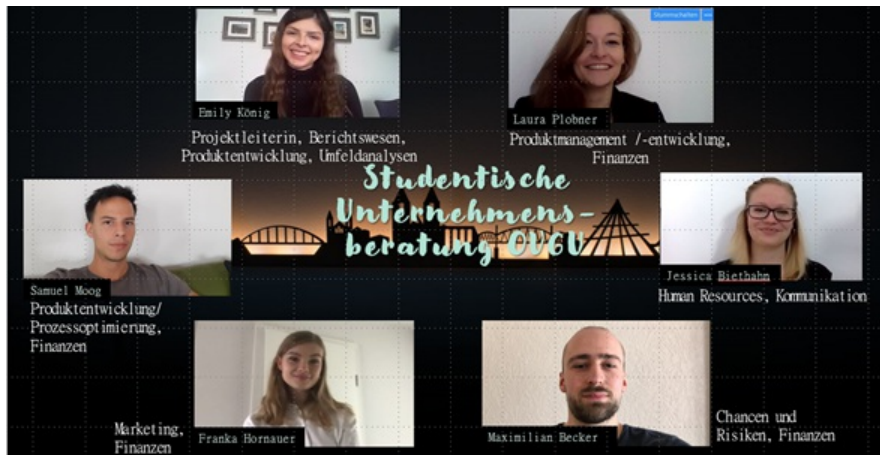 Stummschalten
Emily König
Projektleiterin, Berichtswesen,
Produktentwicklung, Umfeldanalysen
Laura Plobner
Produktmanagement /-entwicklung,
Finanzen
Studentische
Unternehmens-
beratung OVGU
Samuel Moog
Produktentwicklung/
Prozessoptimierung,
Finanzen
Jessica Biethahn
Human Resources, Kommunikation
Marketing,
Finanzen
Franka Hornauer
Maximilian Becker
Chancen und
Risiken, Finanzen